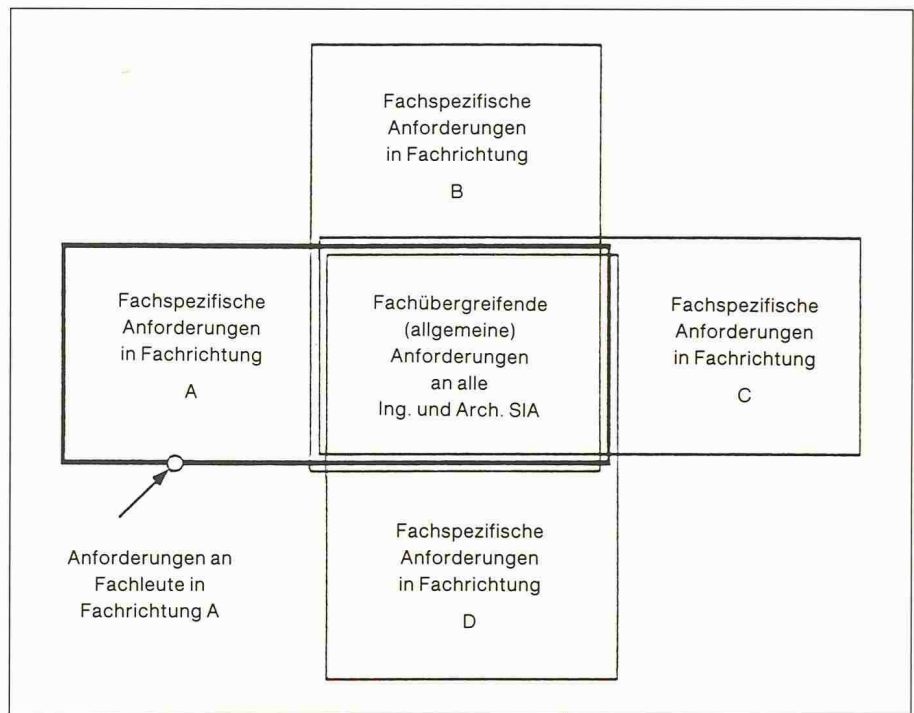 Fachspezifische
Anforderungen
in Fachrichtung
B
Fachspezifische
Anforderungen
in Fachrichtung
A
Fachübergreifende
(allgemeine)
Anforderungen
an alle
Ing. und Arch. SIA
Fachspezifische
Anforderungen
in Fachrichtung
C
Anforderungen an
Fachleute in
Fachrichtung A
Fachspezifische
Anforderungen
in Fachrichtung
D